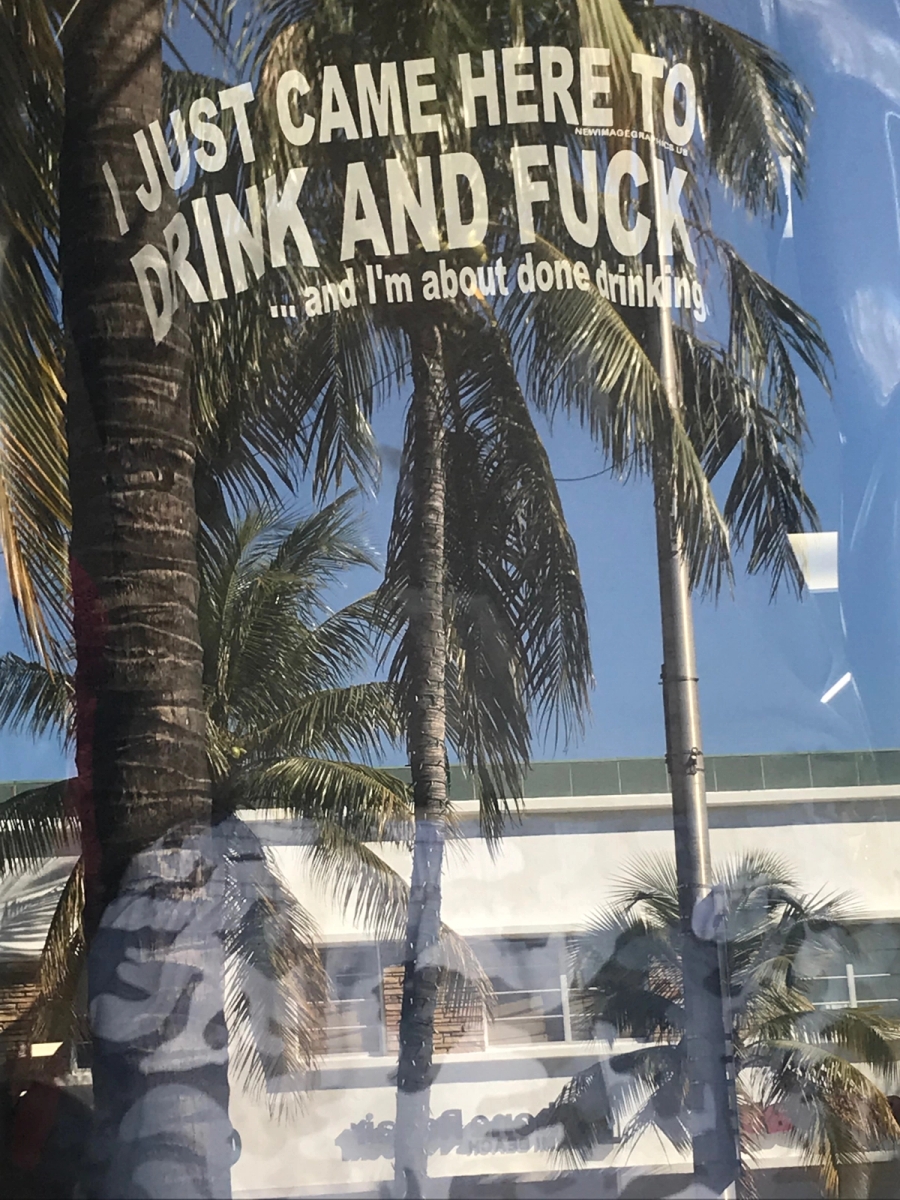 I JUST CAME HERE TO
NEWIMAGEGRAPHICS US
DRINK AND FUCK
... and I'm about done drinking